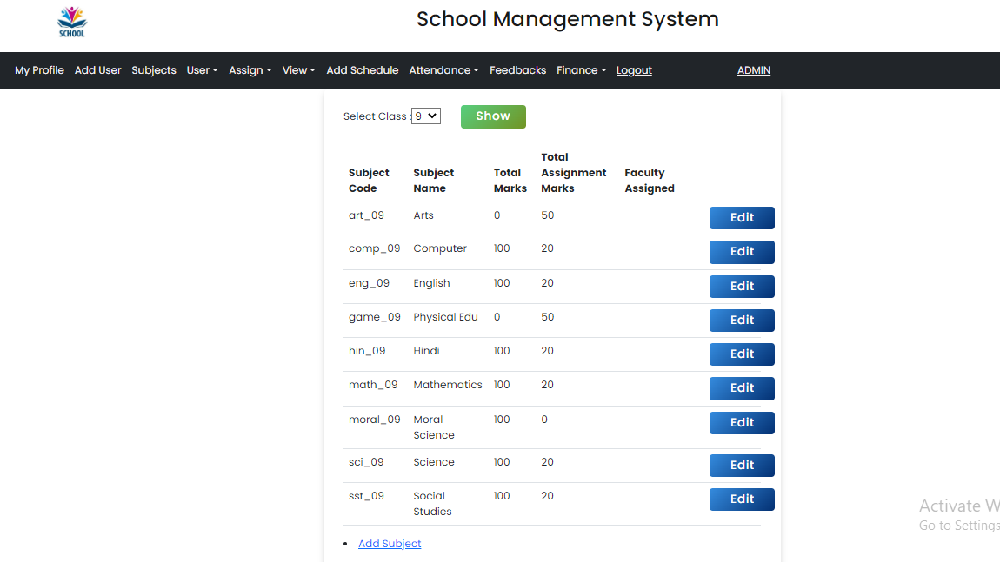 SCHOOL
School Management System
My Profile Add User Subjects User Assign View Add Schedule Attendance Feedbacks Finance Logout ADMIN
Select Class : 9 Show
Subject Code Subject Name Total Marks Total Assignment Marks Faculty Assigned
art_09 Arts 0 50 Edit
comp_09 Computer 100 20 Edit
eng_09 English 100 20 Edit
game_09 Physical Edu 0 50 Edit
hin_09 Hindi 100 20 Edit
math_09 Mathematics 100 20 Edit
moral_09 Moral Science 100 0 Edit
sci_09 Science 100 20 Edit
sst_09 Social Studies 100 20 Edit
Add Subject
Activate W
Go to Settings